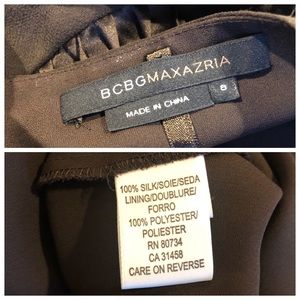 BCBGMAXAZRIA
MADE IN CHINA
8
100% SILK/SOIE/SEDA
LINING/DOUBLURE/
FORRO
100% POLYESTER/
POLIESTER
RN 80734
CA 31458
CARE ON REVERSE